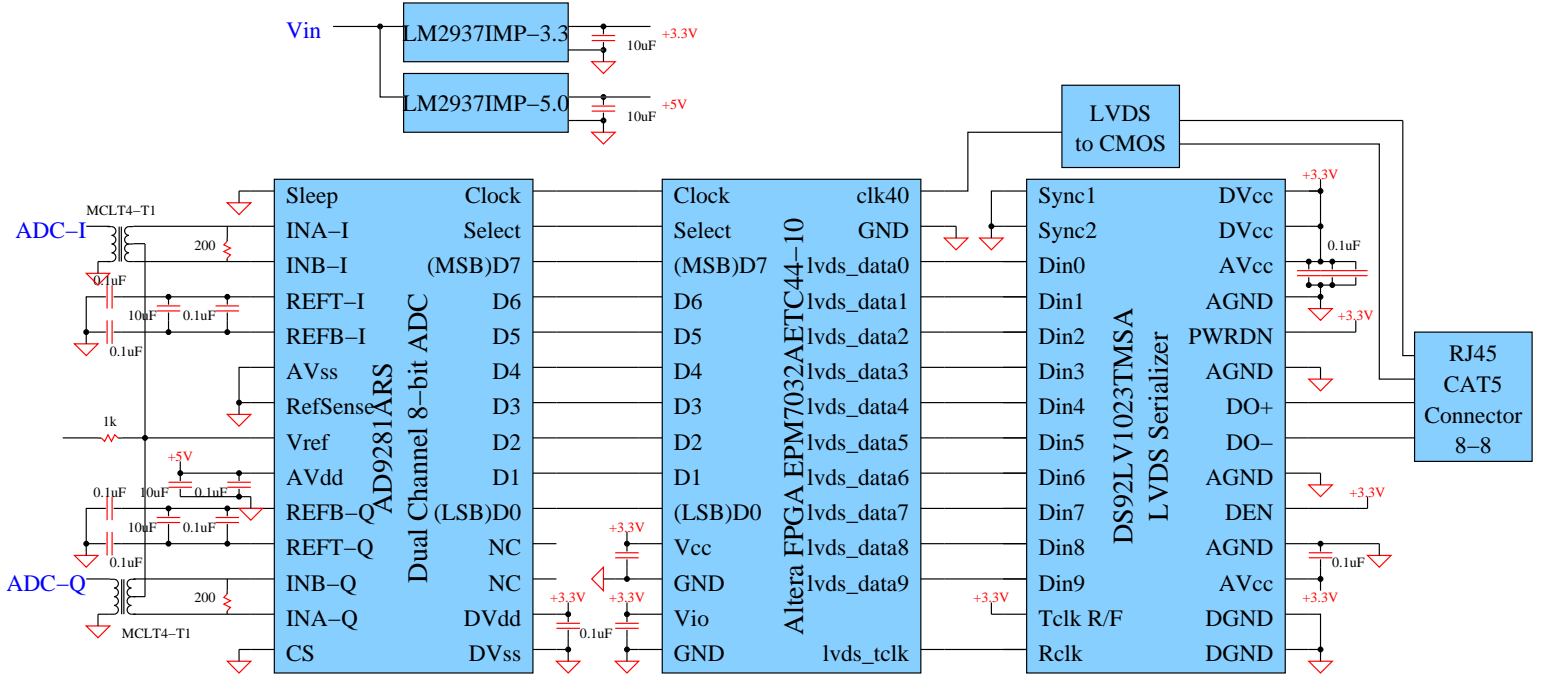 Vin
LM2937IMP−3.3
+3.3V
10uF
LM2937IMP−5.0
+5V
10uF
LVDS
to CMOS
MCLT4−T1
ADC−I
200
0.1uF
10uF
0.1uF
0.1uF
1k
+5V
0.1uF
10uF
0.1uF
10uF
0.1uF
0.1uF
ADC−Q
200
MCLT4−T1
Sleep
INA−I
INB−I
REFT−I
REFB−I
AVss
RefSense
Vref
AVdd
REFB−Q
REFT−Q
INB−Q
INA−Q
CS
AD9281ARS
Dual Channel 8−bit ADC
Clock
Select
(MSB)D7
D6
D5
D4
D3
D2
D1
(LSB)D0
NC
NC
DVdd
DVss
+3.3V
0.1uF
+3.3V
+3.3V
Clock
Select
(MSB)D7
D6
D5
D4
D3
D2
D1
(LSB)D0
Vcc
GND
Vio
GND
Altera FPGA EPM7032AETC44−10
clk40
GND
lvds_data0
lvds_data1
lvds_data2
lvds_data3
lvds_data4
lvds_data5
lvds_data6
lvds_data7
lvds_data8
lvds_data9
lvds_tclk
+3.3V
Sync1
Sync2
Din0
Din1
Din2
Din3
Din4
Din5
Din6
Din7
Din8
Din9
Tclk R/F
Rclk
DS92LV1023TMSA
LVDS Serializer
DVcc
DVcc
AVcc
AGND
PWRDN
AGND
DO+
DO−
AGND
DEN
AGND
AVcc
DGND
DGND
+3.3V
0.1uF
+3.3V
+3.3V
0.1uF
+3.3V
RJ45
CAT5
Connector
8−8